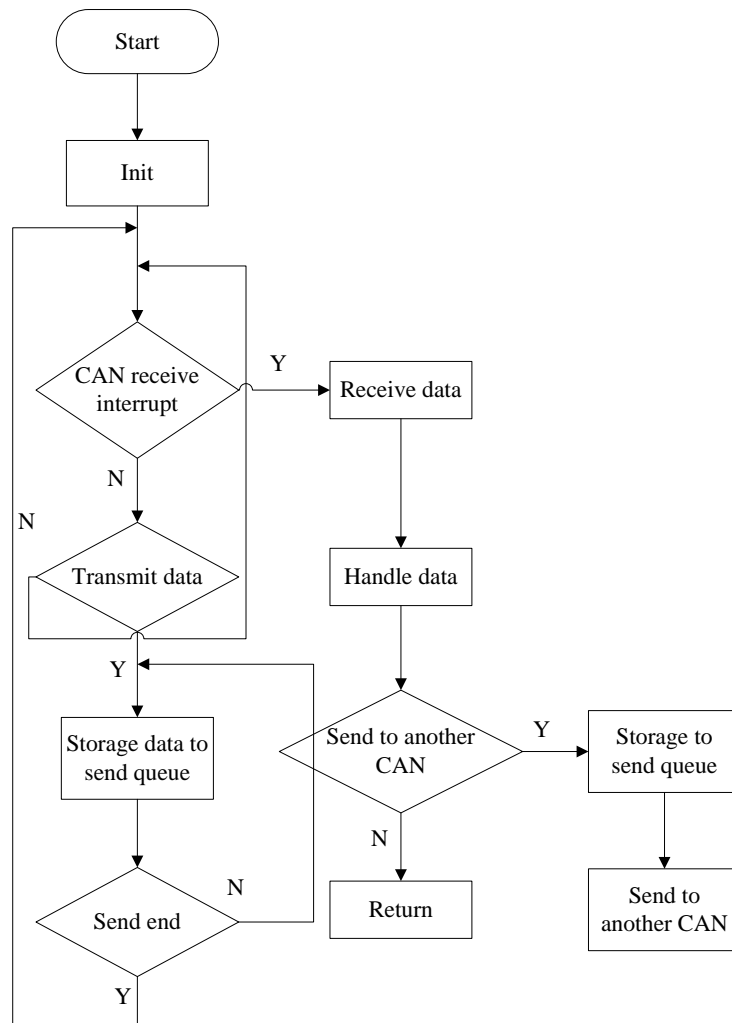 Start
Init
CAN receive
interrupt
Y
Receive data
N
N
Transmit data
Handle data
Y
Storage data to
send queue
Send to another
CAN
Y
Storage to
send queue
N
N
Send end
Return
Send to
another CAN
Y